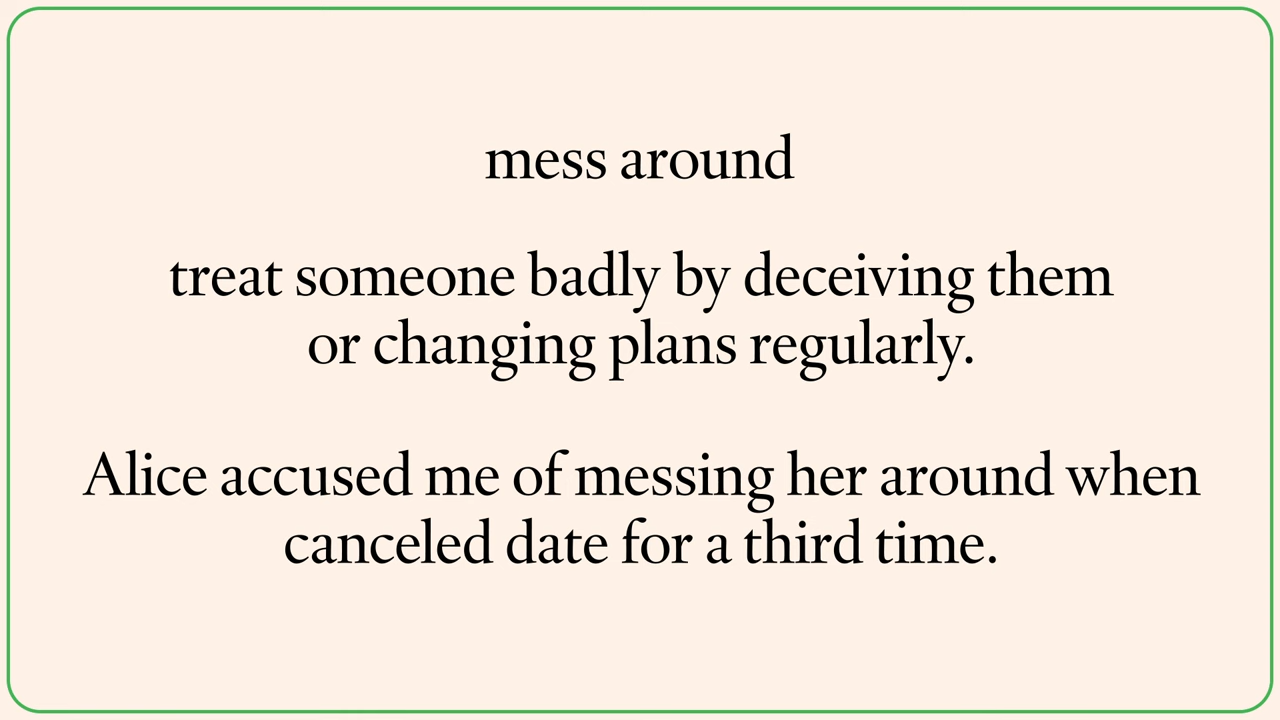 mess around
treat someone badly by deceiving them
or changing plans regularly.
Alice accused me of messing her around when
canceled date for a third time.